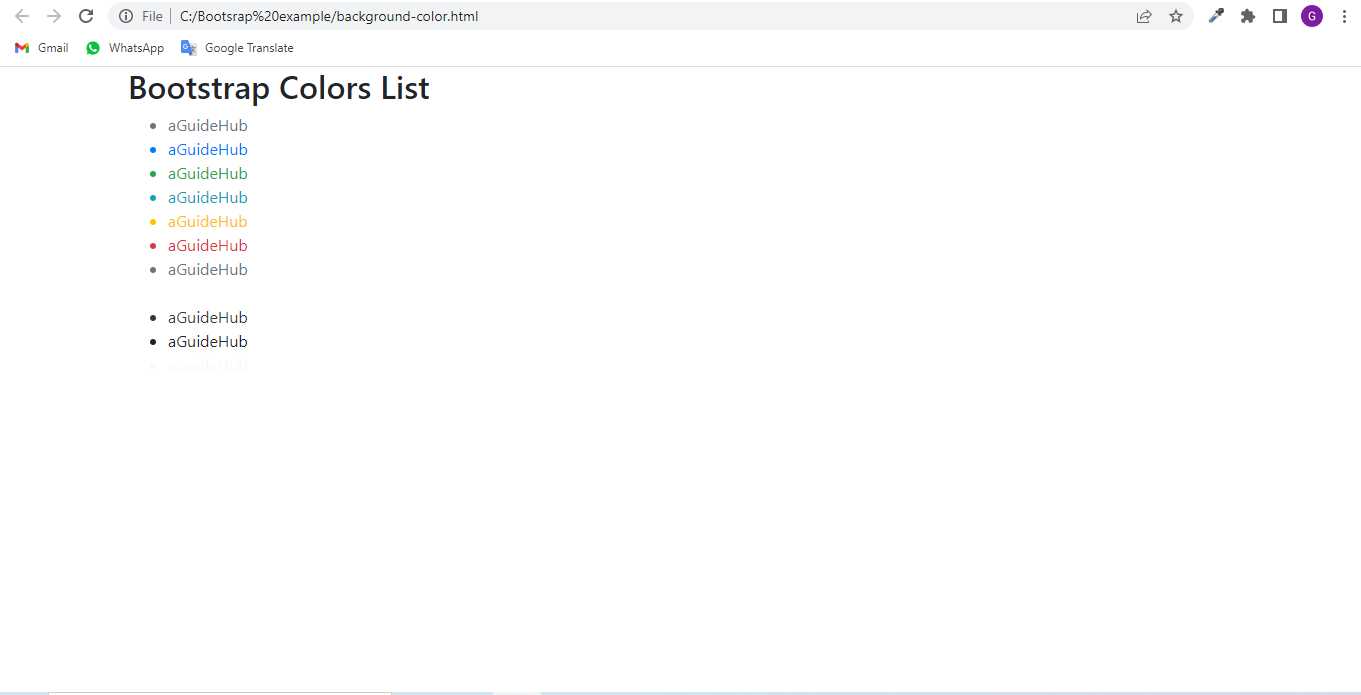 File C:/Bootsrap%20example/background-color.html G
Gmail WhatsApp Google Translate
Bootstrap Colors List
aGuideHub
aGuideHub
aGuideHub
aGuideHub
aGuideHub
aGuideHub
aGuideHub
aGuideHub
aGuideHub
aGuideHub